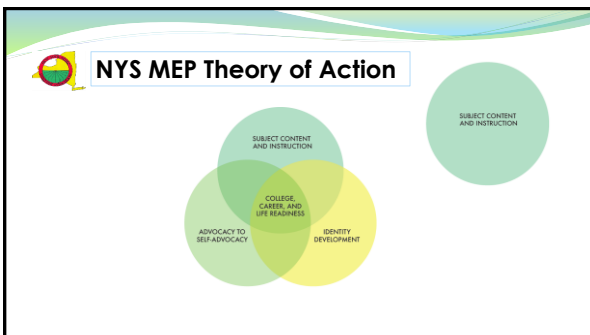 NYS MEP Theory of Action
SUBJECT CONTENT
AND INSTRUCTION
COLLEGE,
CAREER, AND
LIFE READINESS
ADVOCACY TO
SELF-ADVOCACY
IDENTITY
DEVELOPMENT
SUBJECT CONTENT
AND INSTRUCTION